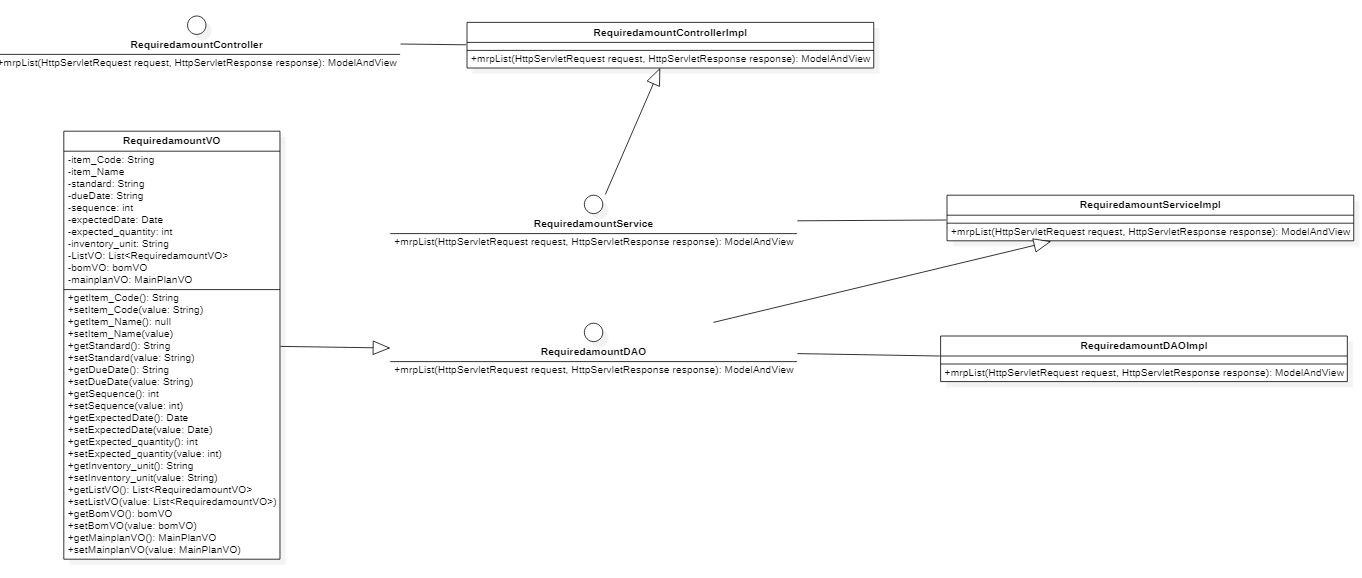 RequiredamountController
+mrpList(HttpServletRequest request, HttpServletResponse response): ModelAndView
RequiredamountControllerImpl
+mrpList(HttpServletRequest request, HttpServletResponse response): ModelAndView
RequiredamountVO
-item_Code: String
-item_Name
-standard: String
-dueDate: String
-sequence: int
-expectedDate: Date
-expected_quantity: int
-inventory_unit: String
-ListVO: List<RequiredamountVO>
-bomVO: bomVO
-mainplanVO: MainPlanVO
+getItem_Code(): String
+setItem_Code(value: String)
+getItem_Name(): null
+setItem_Name(value)
+getStandard(): String
+setStandard(value: String)
+getDueDate(): String
+setDueDate(value: String)
+getSequence(): int
+setSequence(value: int)
+getExpectedDate(): Date
+setExpectedDate(value: Date)
+getExpected_quantity(): int
+setExpected_quantity(value: int)
+getInventory_unit(): String
+setInventory_unit(value: String)
+getListVO(): List<RequiredamountVO>
+setListVO(value: List<RequiredamountVO>)
+getBomVO(): bomVO
+setBomVO(value: bomVO)
+getMainplanVO(): MainPlanVO
+setMainplanVO(value: MainPlanVO)
RequiredamountService
+mrpList(HttpServletRequest request, HttpServletResponse response): ModelAndView
RequiredamountServiceImpl
+mrpList(HttpServletRequest request, HttpServletResponse response): ModelAndView
RequiredamountDAO
+mrpList(HttpServletRequest request, HttpServletResponse response): ModelAndView
RequiredamountDAOImpl
+mrpList(HttpServletRequest request, HttpServletResponse response): ModelAndView